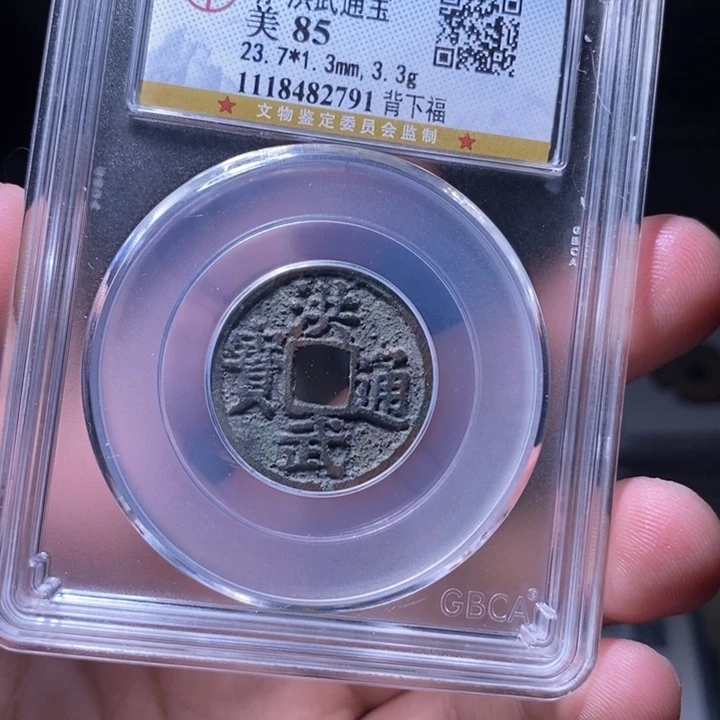 洪武通宝
美 85
23.7*1.3mm, 3.3g
1118482791 背下福
文物鉴定委员会监制
洪
寶 通
武
GBCA